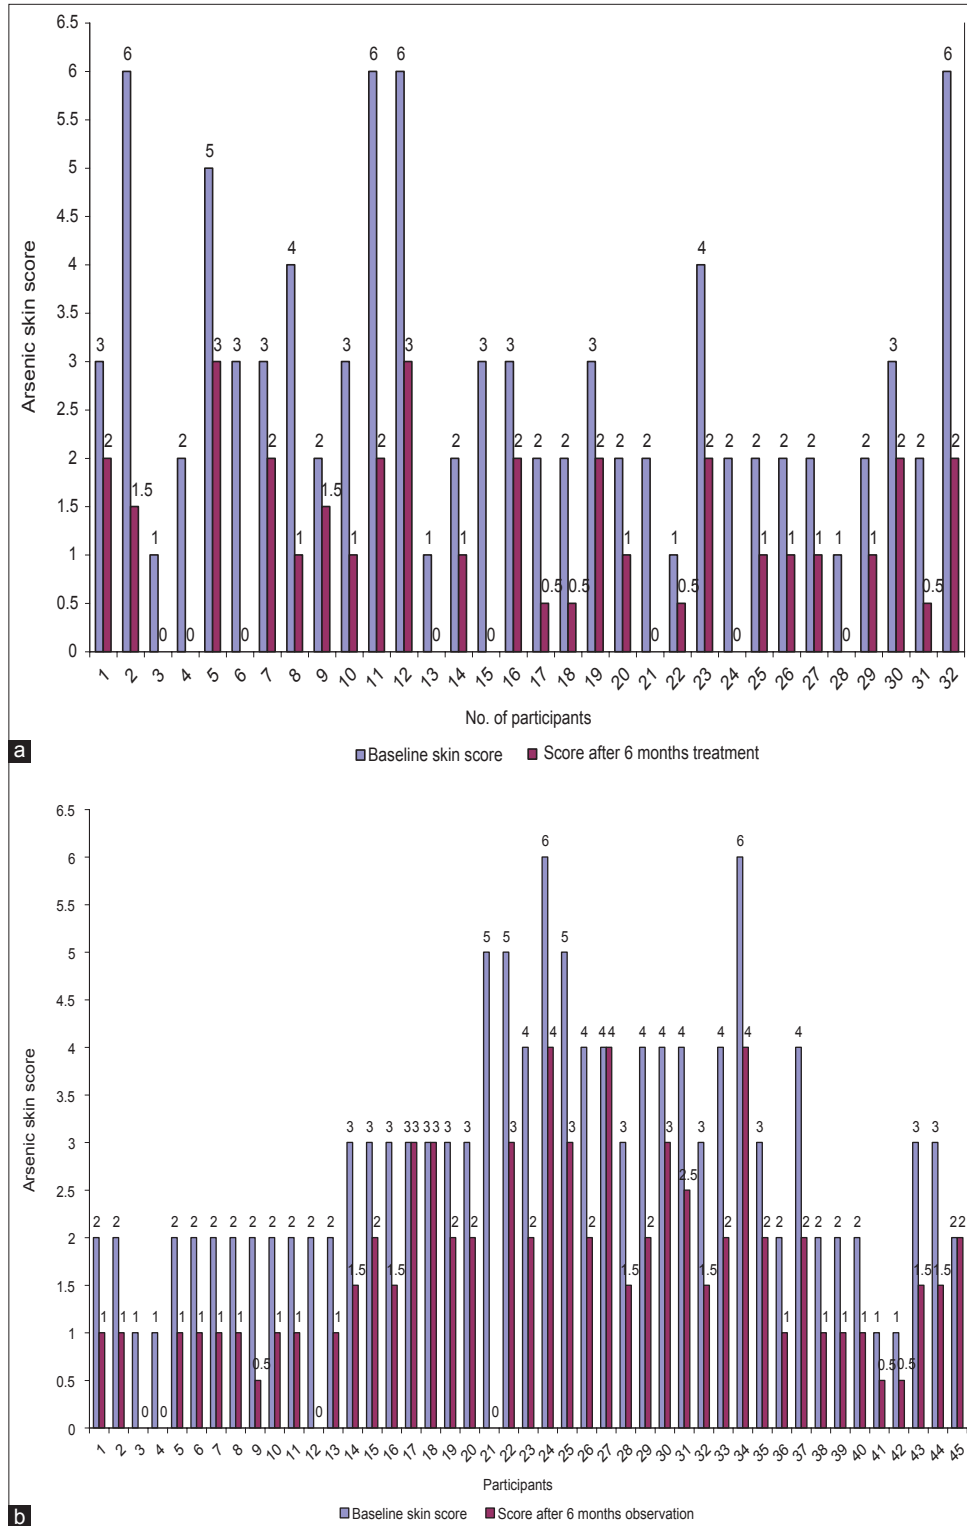 6.5
6 6 6 6
6
5.5
5
5
4.5
4 4
4
3.5
3 3 3 3 3 3 3 3 3 3
3
2.5
2 2 2 2 2 2 2 2 2 2 2 2 2 2 2 2 2 2 2 2 2
2
1.5 1.5
1.5
1 1 1 1 1 1 1 1 1 1 1 1
1
0.5 0.5 0.5 0.5
0.5
0 0 0 0 0 0 0 0
0
Arsenic skin score
1 2 3 4 5 6 7 8 9 10 11 12 13 14 15 16 17 18 19 20 21 22 23 24 25 26 27 28 29 30 31 32
No. of participants
a
Baseline skin score Score after 6 months treatment
6.5
6 6
6
5.5
5 5 5
5
4.5
4 4 4 4 4 4 4 4 4 4 4
4
3.5
3 3 3 3 3 3 3 3 3 3 3 3 3 3 3 3 3
3
2.5
2.5
2 2 2 2 2 2 2 2 2 2 2 2 2 2 2 2 2 2 2 2 2 2 2 2 2 2
2
1.5 1.5 1.5 1.5 1.5 1.5
1.5
1 1 1 1 1 1 1 1 1 1 1 1 1 1 1 1 1
1
0.5 0.5 0.5
0.5
0 0 0 0
0
Arsenic skin score
1 2 3 4 5 6 7 8 9 10 11 12 13 14 15 16 17 18 19 20 21 22 23 24 25 26 27 28 29 30 31 32 33 34 35 36 37 38 39 40 41 42 43 44 45
Participants
b
Baseline skin score Score after 6 months observation